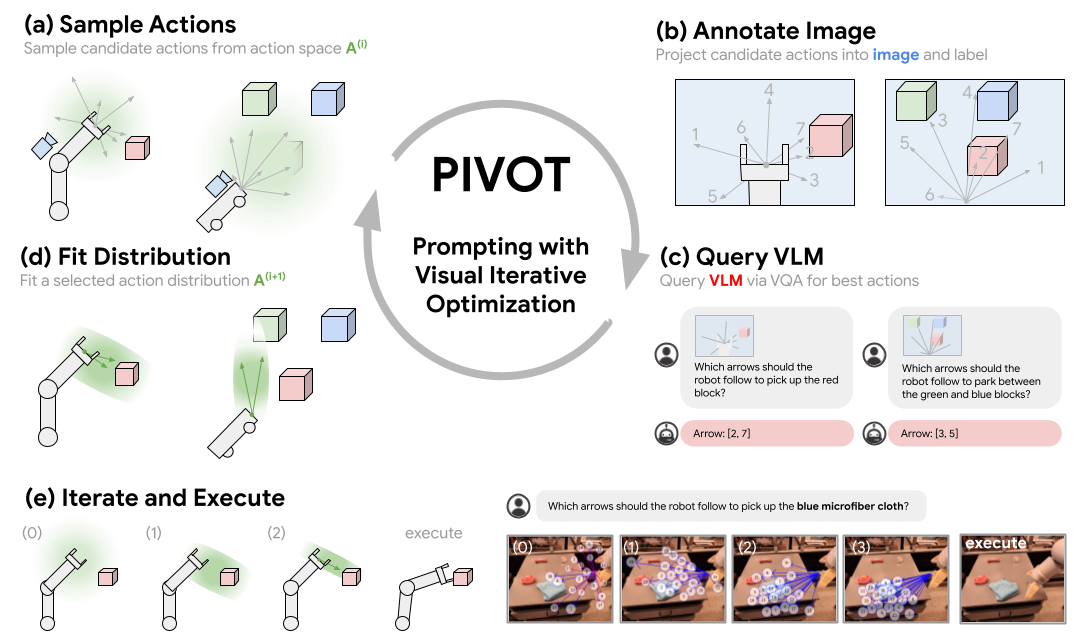 (a) Sample Actions
Sample candidate actions from action space A(i)
(b) Annotate Image
Project candidate actions into image and label
1
6
4
7
2
3
5
4
3
5
7
2
1
6
PIVOT
Prompting with
Visual Iterative
Optimization
(d) Fit Distribution
Fit a selected action distribution A(i+1)
(c) Query VLM
Query VLM via VQA for best actions
Which arrows should the
robot follow to pick up the red
block?
Arrow: [2, 7]
Which arrows should the
robot follow to park between
the green and blue blocks?
Arrow: [3, 5]
(e) Iterate and Execute
(0)
(1)
(2)
execute
Which arrows should the robot follow to pick up the blue microfiber cloth?
(0)
(1)
(2)
(3)
execute